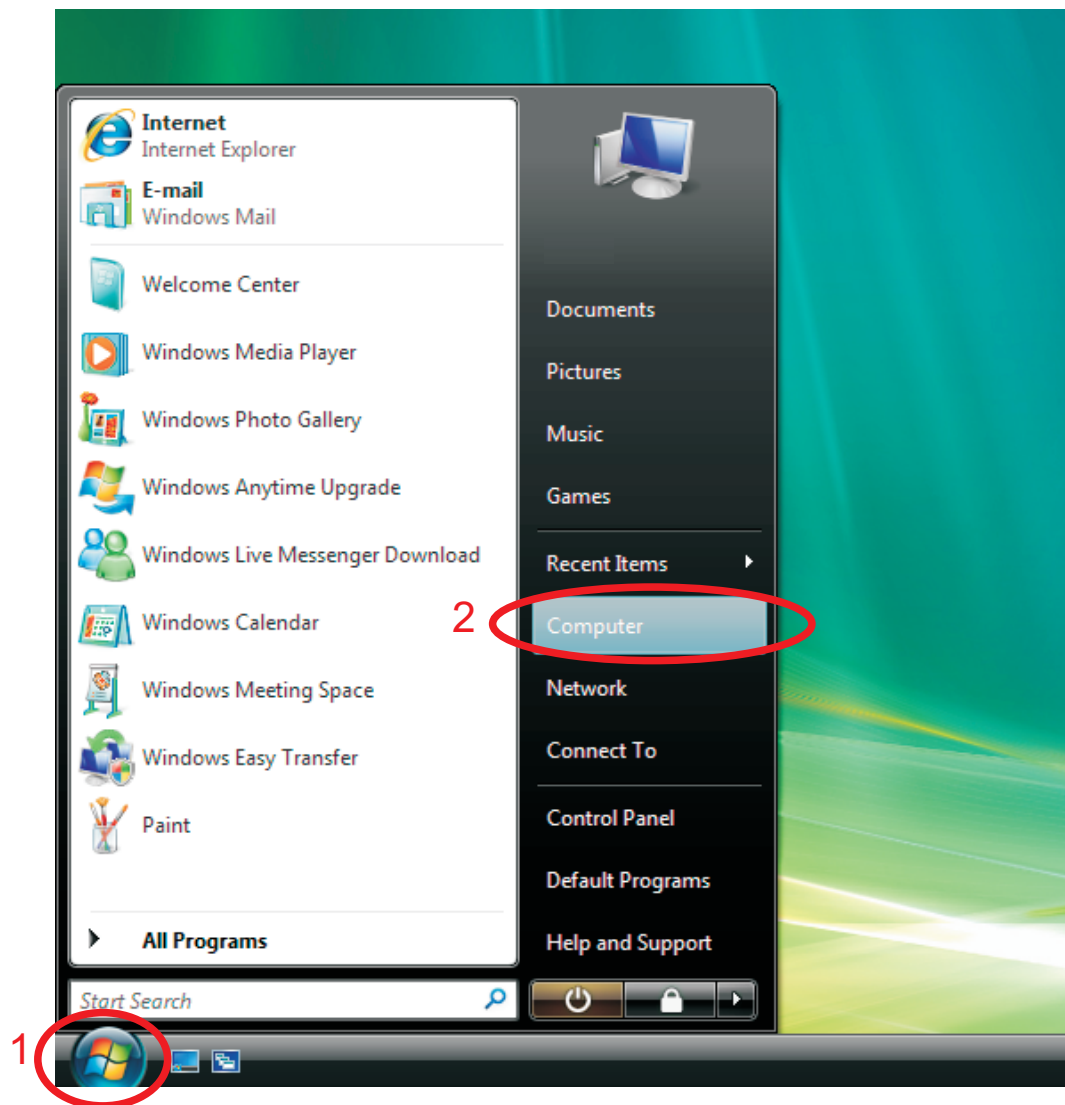 Internet
Internet Explorer
E-mail
Windows Mail
Welcome Center
Windows Media Player
Windows Photo Gallery
Windows Anytime Upgrade
Windows Live Messenger Download
Windows Calendar
Windows Meeting Space
Windows Easy Transfer
Paint
All Programs
Start Search
Documents
Pictures
Music
Games
Recent Items
2
Computer
Network
Connect To
Control Panel
Default Programs
Help and Support
1